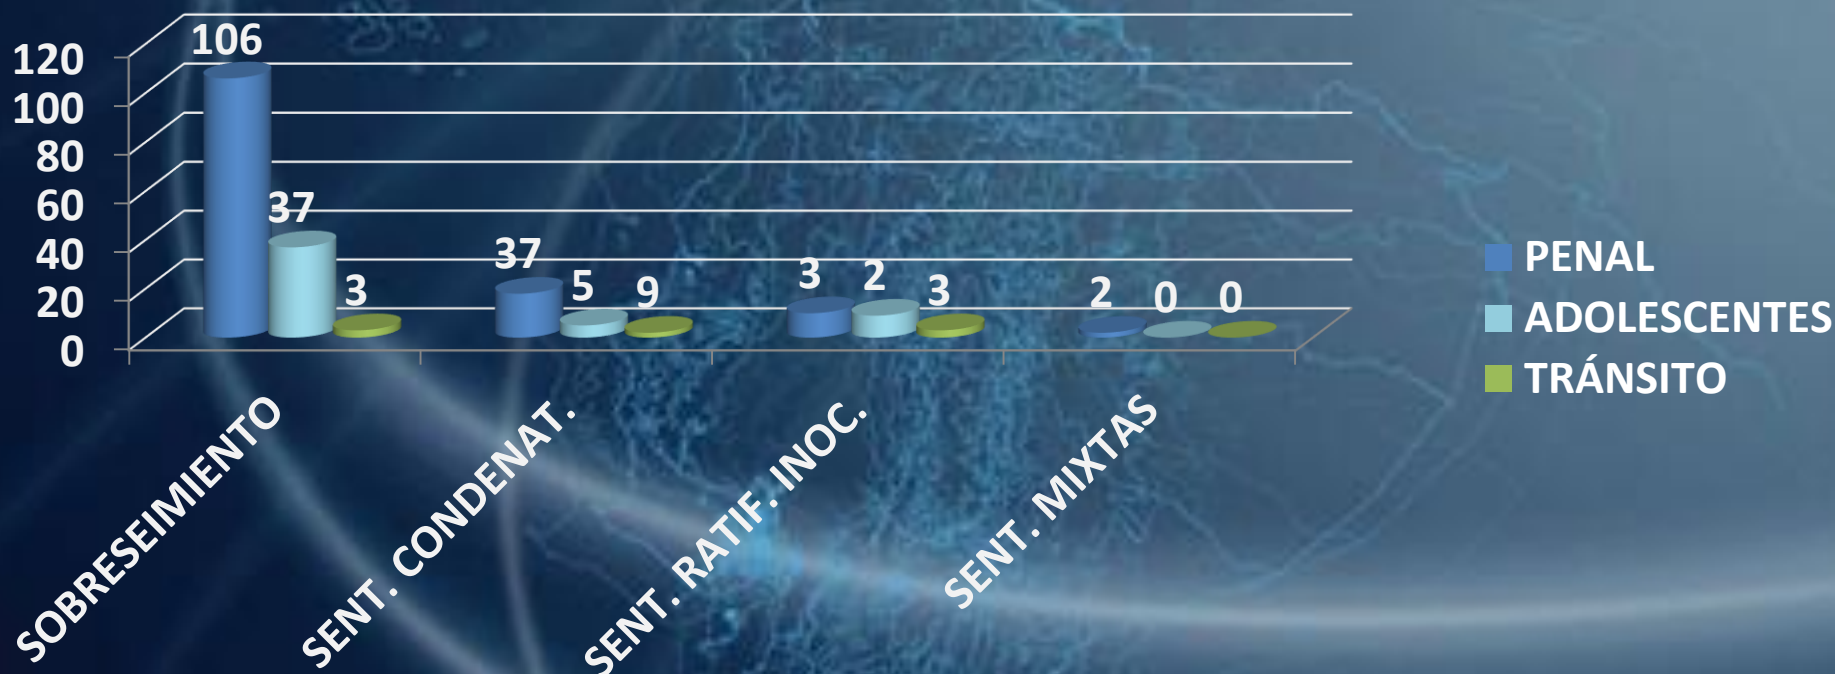 120
100
80
60
40
20
0
106
37
3
37
5
9
3
2
3
2
0
0
SOBRESEIMIENTO
SENT. CONDENAT.
SENT. RATIF. INOC.
SENT. MIXTAS
PENAL
ADOLESCENTES
TRÁNSITO